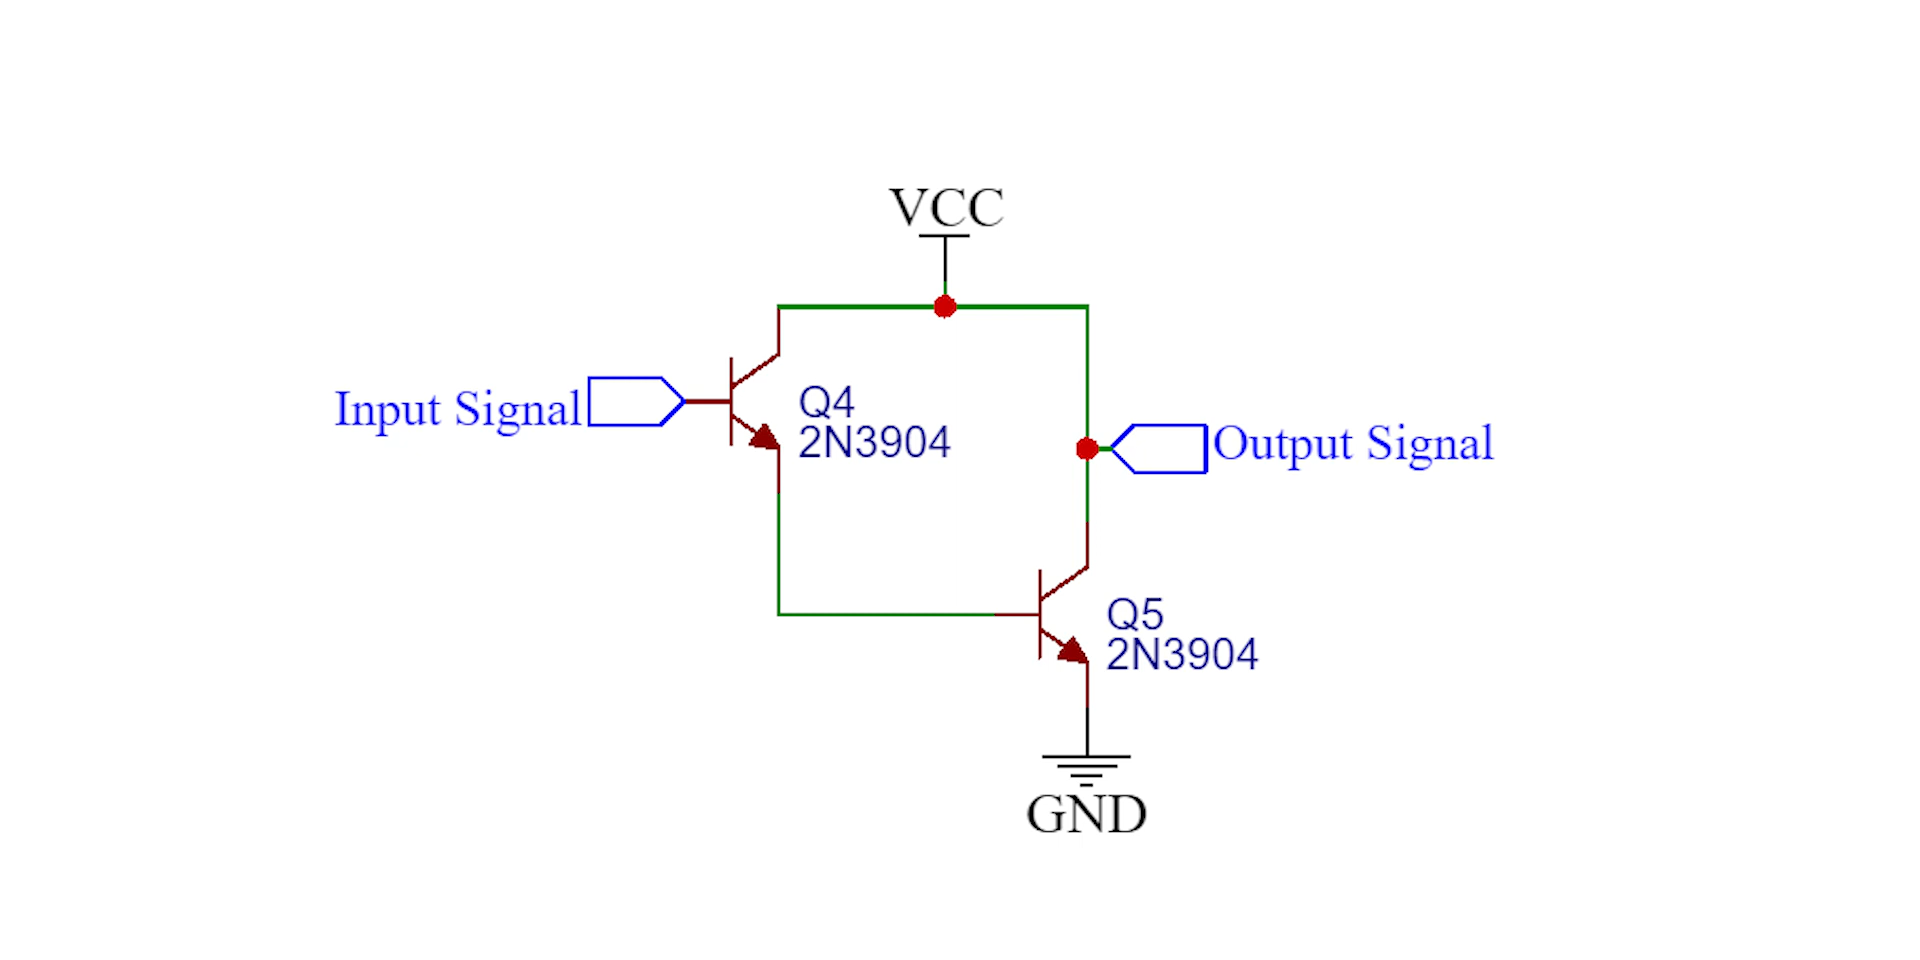 VCC
Input Signal
Q4
2N3904
Output Signal
Q5
2N3904
GND